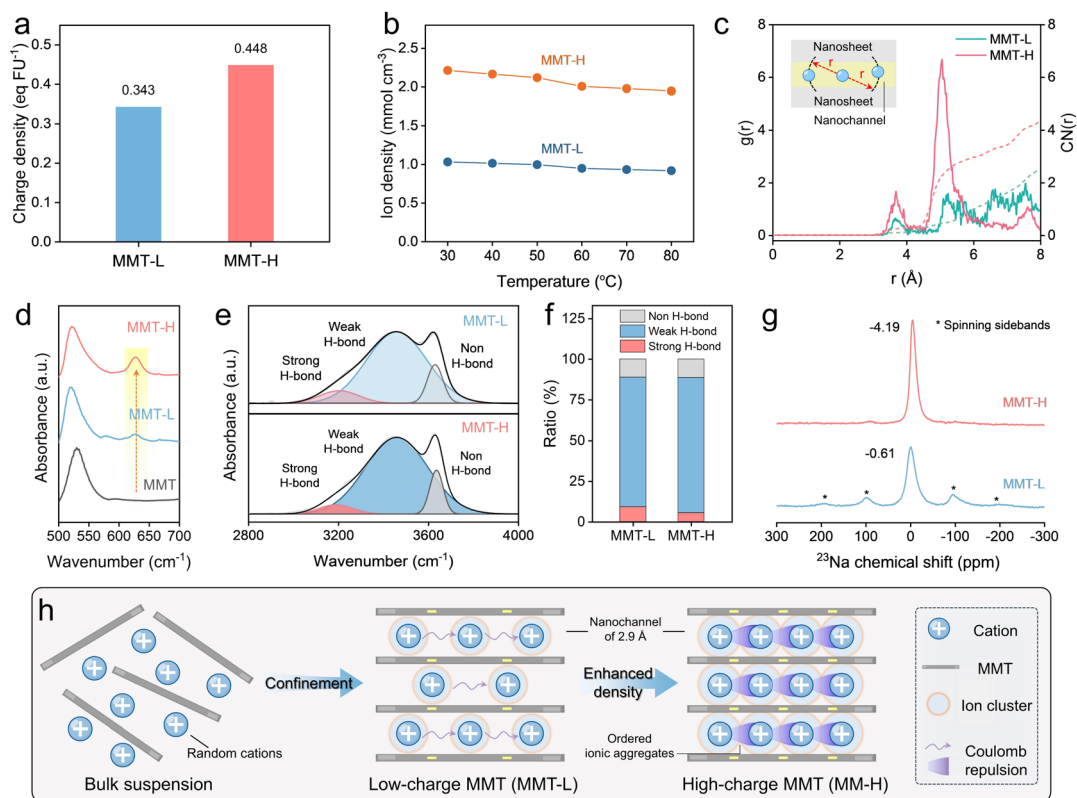 a
Charge density (eq FU-1)
0.5
0.4
0.3
0.2
0.1
0.0
0.343
0.448
MMT-L
MMT-H
b
Ion density (mmol cm-3)
2.5
2.0
1.5
1.0
0.5
0.0
MMT-H
MMT-L
30
40
50
60
70
80
Temperature (°C)
c
g(r)
8
6
4
2
0
Nanosheet
r
r
Nanosheet
Nanochannel
MMT-L
MMT-H
8
6
4
2
0
CN(r)
0
2
4
6
8
r (Å)
d
Absorbance (a.u.)
MMT-H
MMT-L
MMT
500
550
600
650
700
Wavenumber (cm-1)
e
Absorbance (a.u.)
MMT-L
Weak
H-bond
Strong
H-bond
Non
H-bond
MMT-H
Weak
H-bond
Strong
H-bond
Non
H-bond
2800
3200
3600
4000
Wavenumber (cm-1)
f
Ratio (%)
125
100
75
50
25
0
Non H-bond
Weak H-bond
Strong H-bond
MMT-L
MMT-H
g
-4.19
* Spinning sidebands
MMT-H
-0.61
MMT-L
*
*
*
*
300
200
100
0
-100
-200
-300
23Na chemical shift (ppm)
h
Random cations
Bulk suspension
Confinement
Low-charge MMT (MMT-L)
Nanochannel
of 2.9 Å
Enhanced
density
Ordered
ionic aggregates
High-charge MMT (MM-H)
Cation
MMT
Ion cluster
Coulomb
repulsion